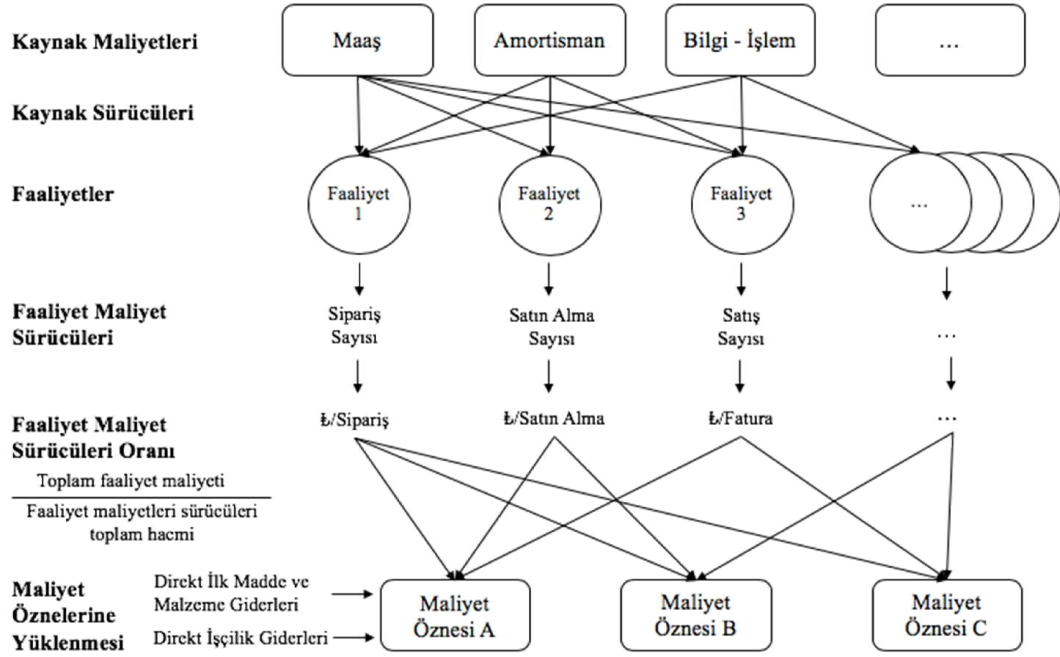 Kaynak Maliyetleri
Maaş
Amortisman
Bilgi - İşlem
...
Kaynak Sürücüleri
Faaliyetler
Faaliyet
1
Faaliyet
2
Faaliyet
3
...
Faaliyet Maliyet
Sürücüleri
Sipariş
Sayısı
Satın Alma
Sayısı
Satış
Sayısı
...
Faaliyet Maliyet
Sürücüleri Oranı
₺/Sipariş
₺/Satın Alma
₺/Fatura
...
Toplam faaliyet maliyeti
Faaliyet maliyetleri sürücüleri
toplam hacmi
Maliyet
Öznelerine
Yüklenmesi
Direkt İlk Madde ve
Malzeme Giderleri
Direkt İşçilik Giderleri
Maliyet
Öznesi A
Maliyet
Öznesi B
Maliyet
Öznesi C